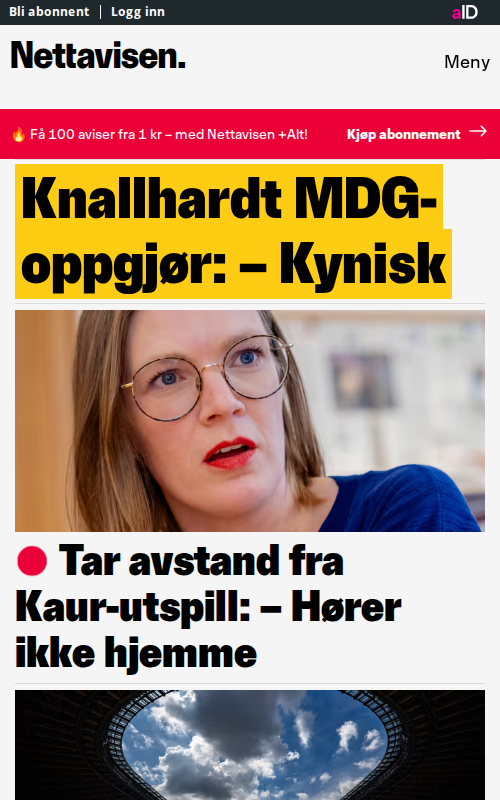 Bli abonnent | Logg inn
aID
Nettavisen.
Meny
🔥 Få 100 aviser fra 1 kr – med Nettavisen +Alt!
Kjøp abonnement →
Knallhardt MDG-
oppgjør: – Kynisk
Tar avstand fra
Kaur-utspill: – Hører
ikke hjemme